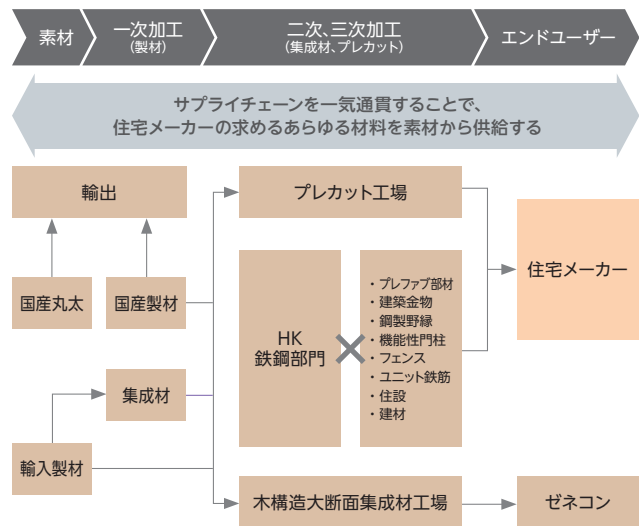 素材
一次加工
(製材)
二次、三次加工
(集成材、プレカット)
エンドユーザー
サプライチェーンを一気通貫することで、
住宅メーカーの求めるあらゆる材料を素材から供給する
輸出
プレカット工場
住宅メーカー
国産丸太
国産製材
HK
鉄鋼部門
・プレファブ部材
・建築金物
・鋼製野縁
・機能性門柱
・フェンス
・ユニット鉄筋
・住設
・建材
集成材
輸入製材
木構造大断面集成材工場
ゼネコン